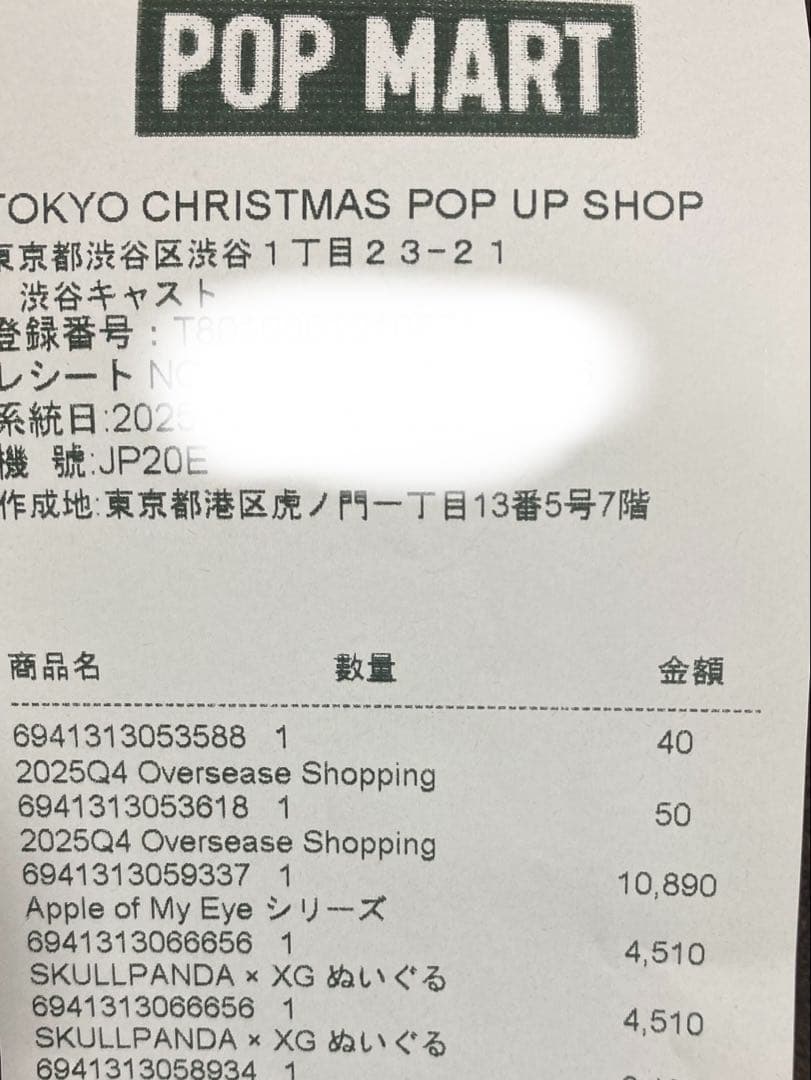 POP MART
TOKYO CHRISTMAS POP UP SHOP
東京都渋谷区渋谷1丁目23-21
渋谷キャスト
登録番号:
レシート
系統日:2025
機 號:JP20E
作成地:東京都港区虎ノ門一丁目13番5号7階
商品名 數量 金額
6941313053588 1 40
2025Q4 Oversease Shopping
6941313053618 1 50
2025Q4 Oversease Shopping
6941313059337 1 10,890
Apple of My Eye シリーズ
6941313066656 1 4,510
SKULLPANDA × XG ぬいぐる
6941313066656 1 4,510
SKULLPANDA × XG ぬいぐる
6941313058934 1